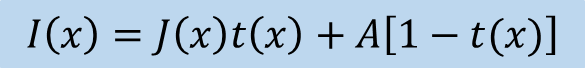 I(x) = J(x)t(x) + A[1 − t(x)]